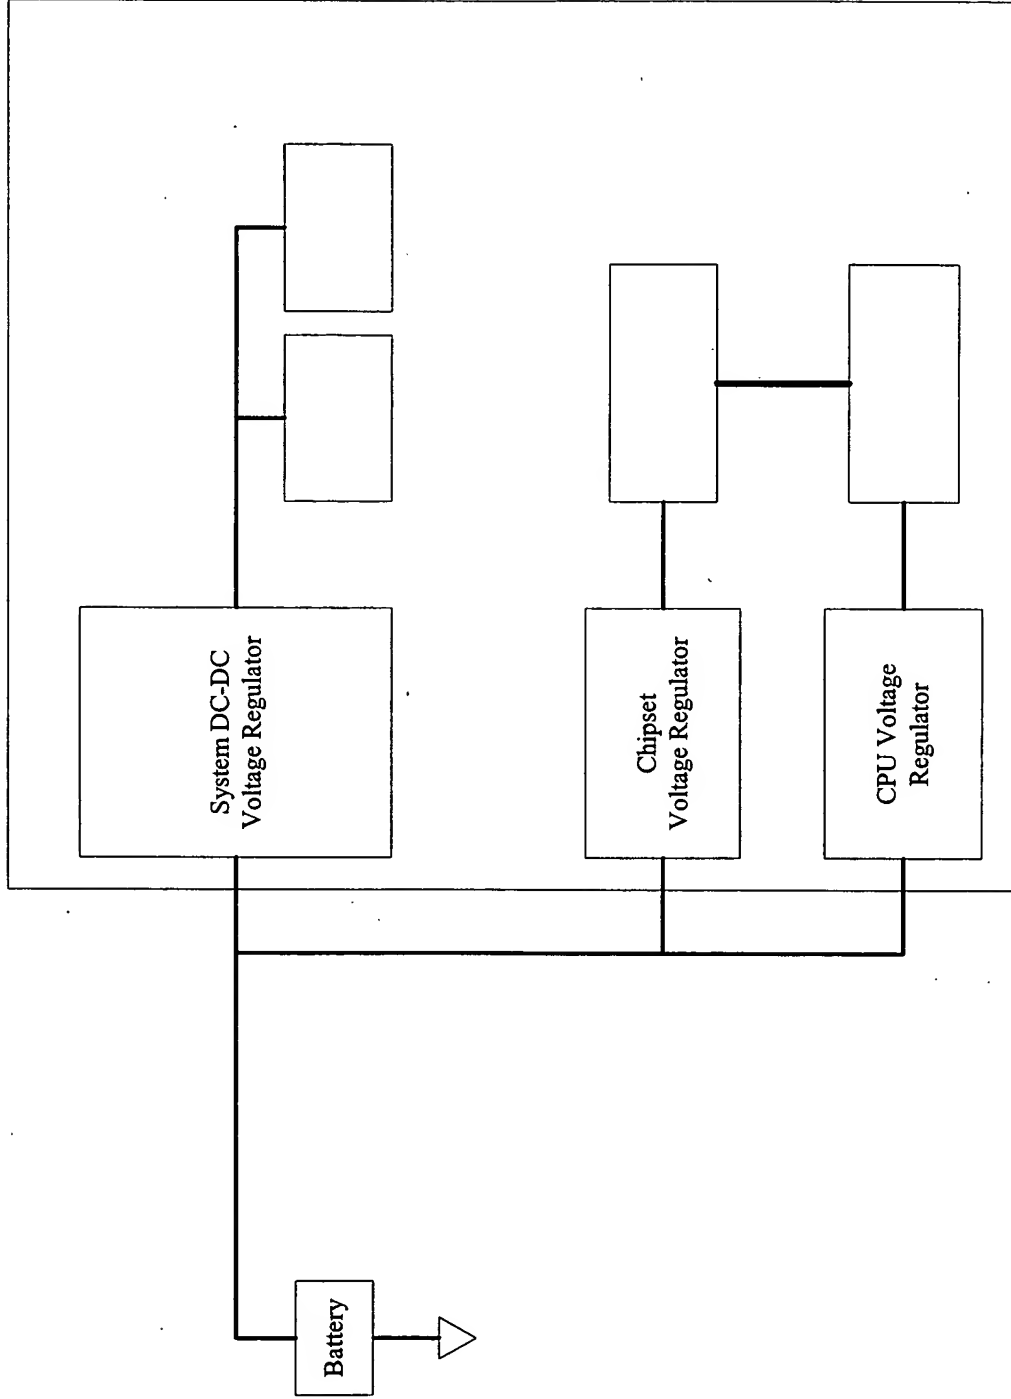 System DC-DC
Voltage Regulator
Chipset
Voltage Regulator
CPU Voltage
Regulator
Battery